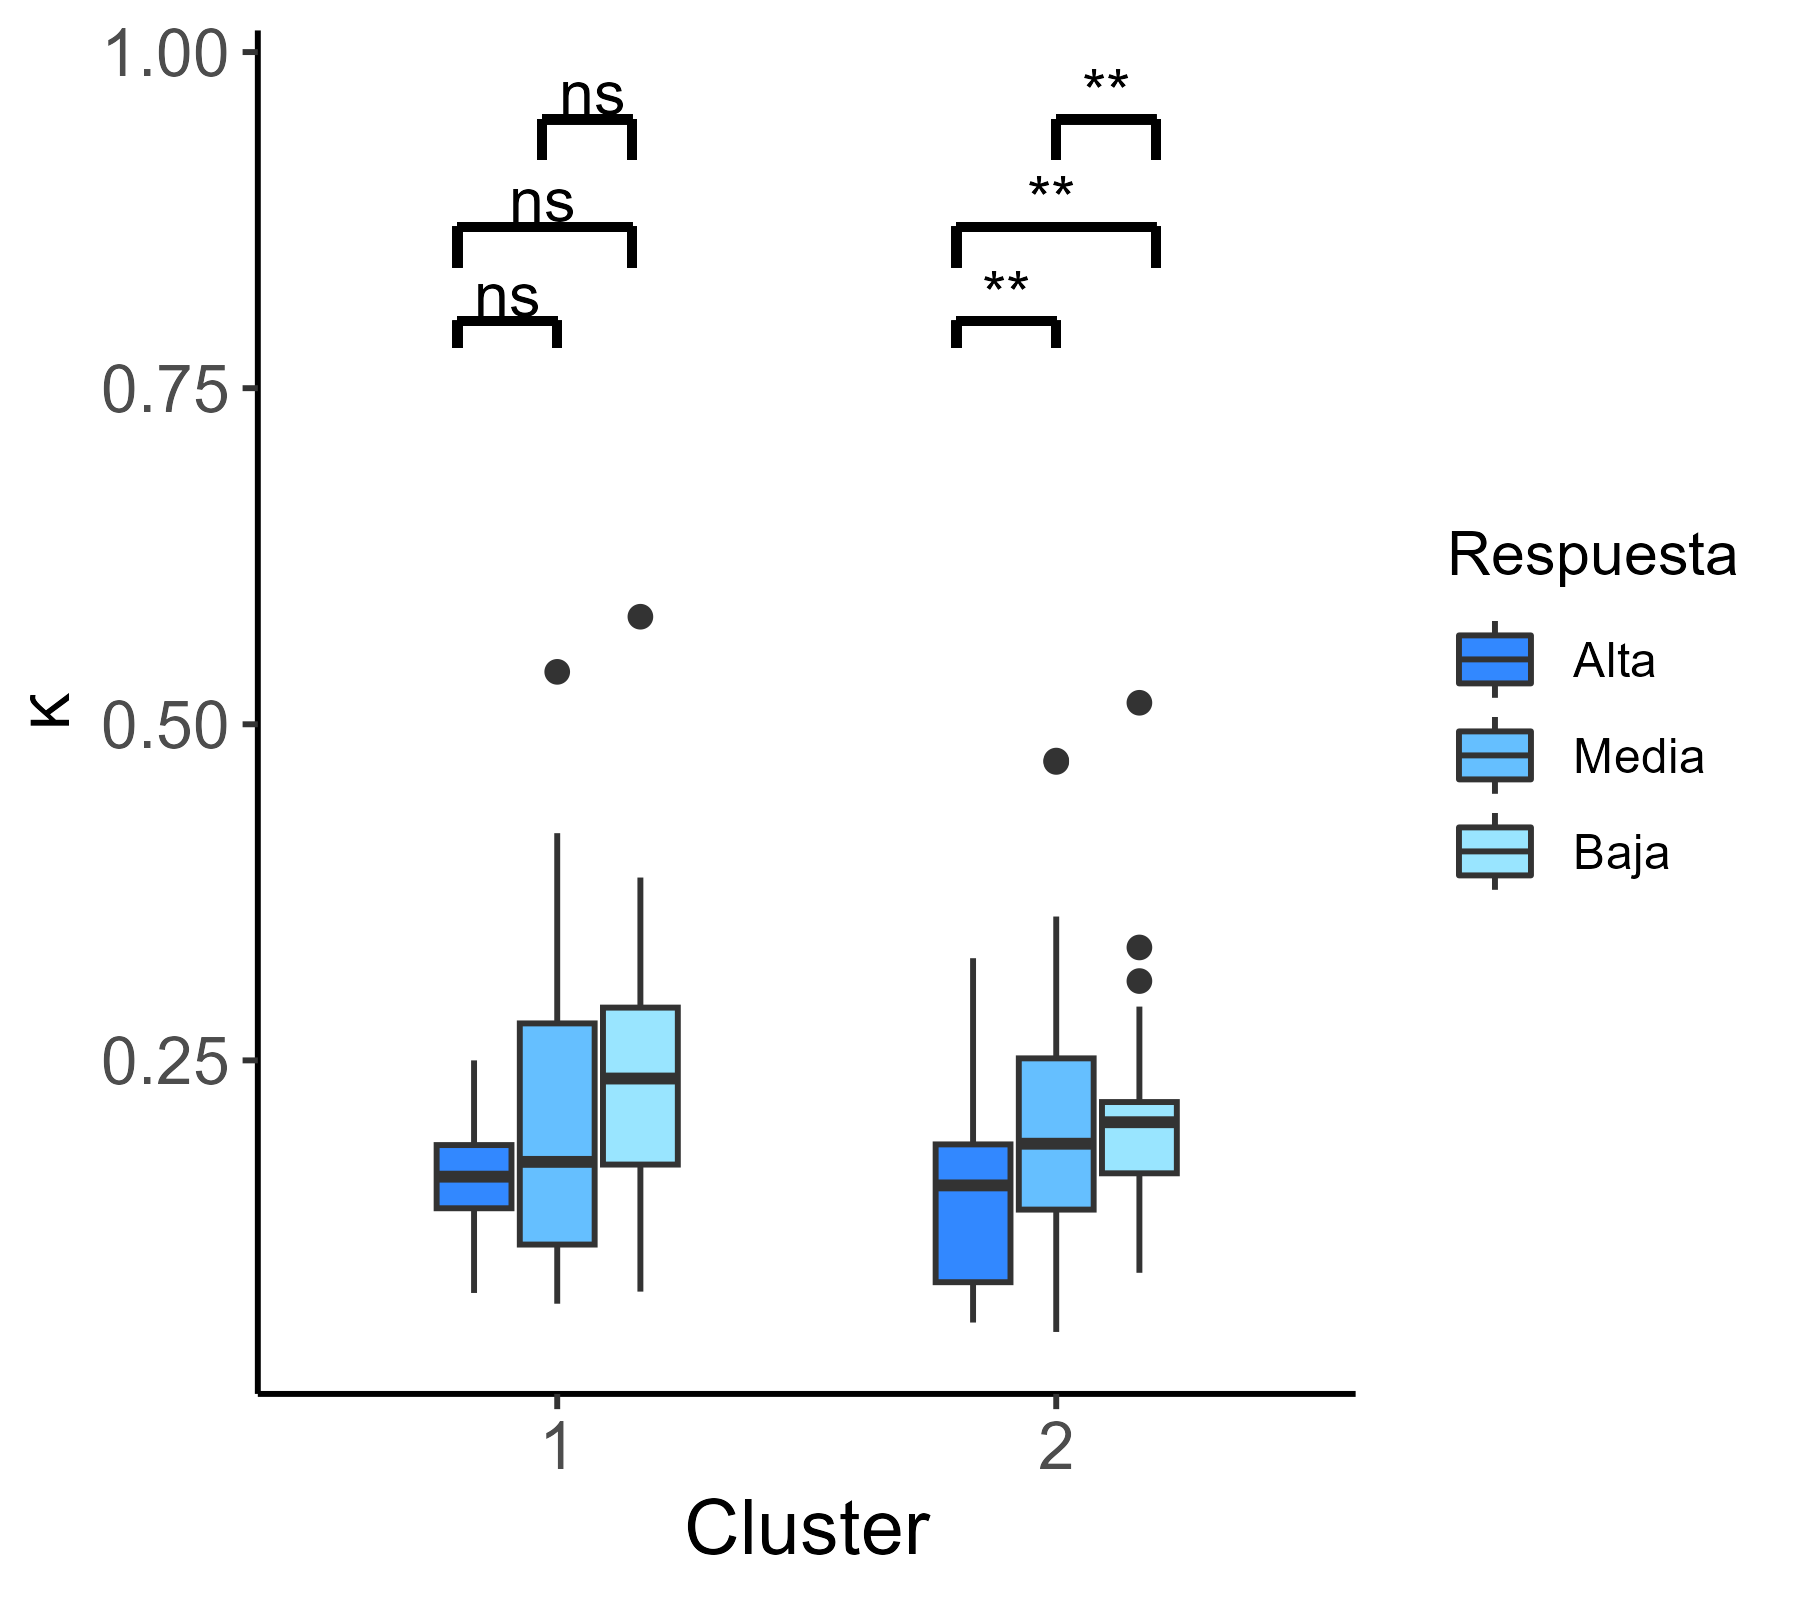 1.00
0.75
0.50
0.25
κ
ns
ns
ns
**
**
**
1
2
Cluster
Respuesta
Alta
Media
Baja